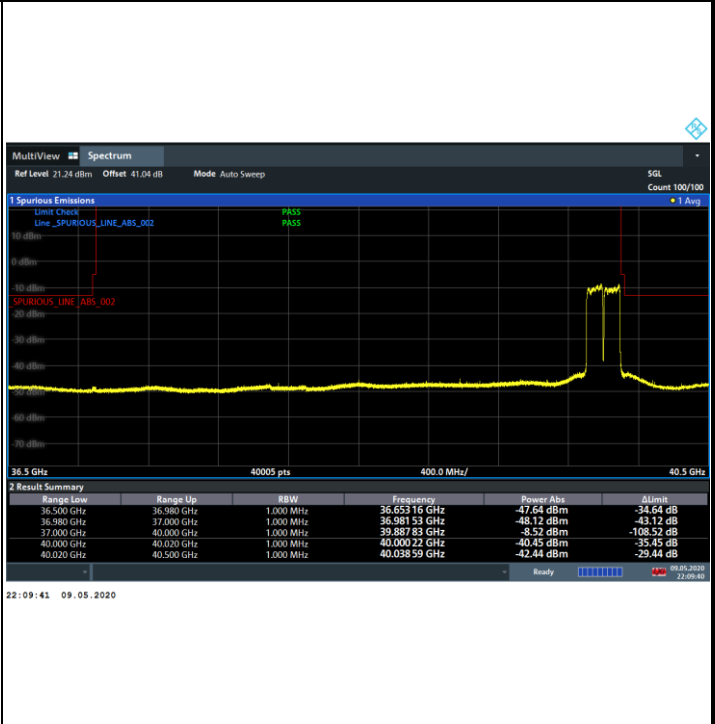 MultiView Spectrum
Ref Level 21.24 dBm Offset 41.04 dB Mode Auto Sweep SGL
Count 100/100
1 Spurious Emissions 1 Avg
Limit Check PASS
Line _SPURIOUS_LINE_ABS_002 PASS
10 dBm
0 dBm
-10 dBm
_SPURIOUS_LINE_ABS_002
-20 dBm
-30 dBm
-40 dBm
-50 dBm
-60 dBm
-70 dBm
36.5 GHz 40005 pts 400.0 MHz/ 40.5 GHz
2 Result Summary
Range Low Range Up RBW Frequency Power Abs ΔLimit
36.500 GHz 36.980 GHz 1.000 MHz 36.653 16 GHz -47.64 dBm -34.64 dB
36.980 GHz 37.000 GHz 1.000 MHz 36.981 53 GHz -48.12 dBm -43.12 dB
37.000 GHz 40.000 GHz 1.000 MHz 39.887 83 GHz -8.52 dBm -108.52 dB
40.000 GHz 40.020 GHz 1.000 MHz 40.000 22 GHz -40.45 dBm -35.45 dB
40.020 GHz 40.500 GHz 1.000 MHz 40.038 59 GHz -42.44 dBm -29.44 dB
Ready 09.05.2020
22:09:40
22:09:41 09.05.2020